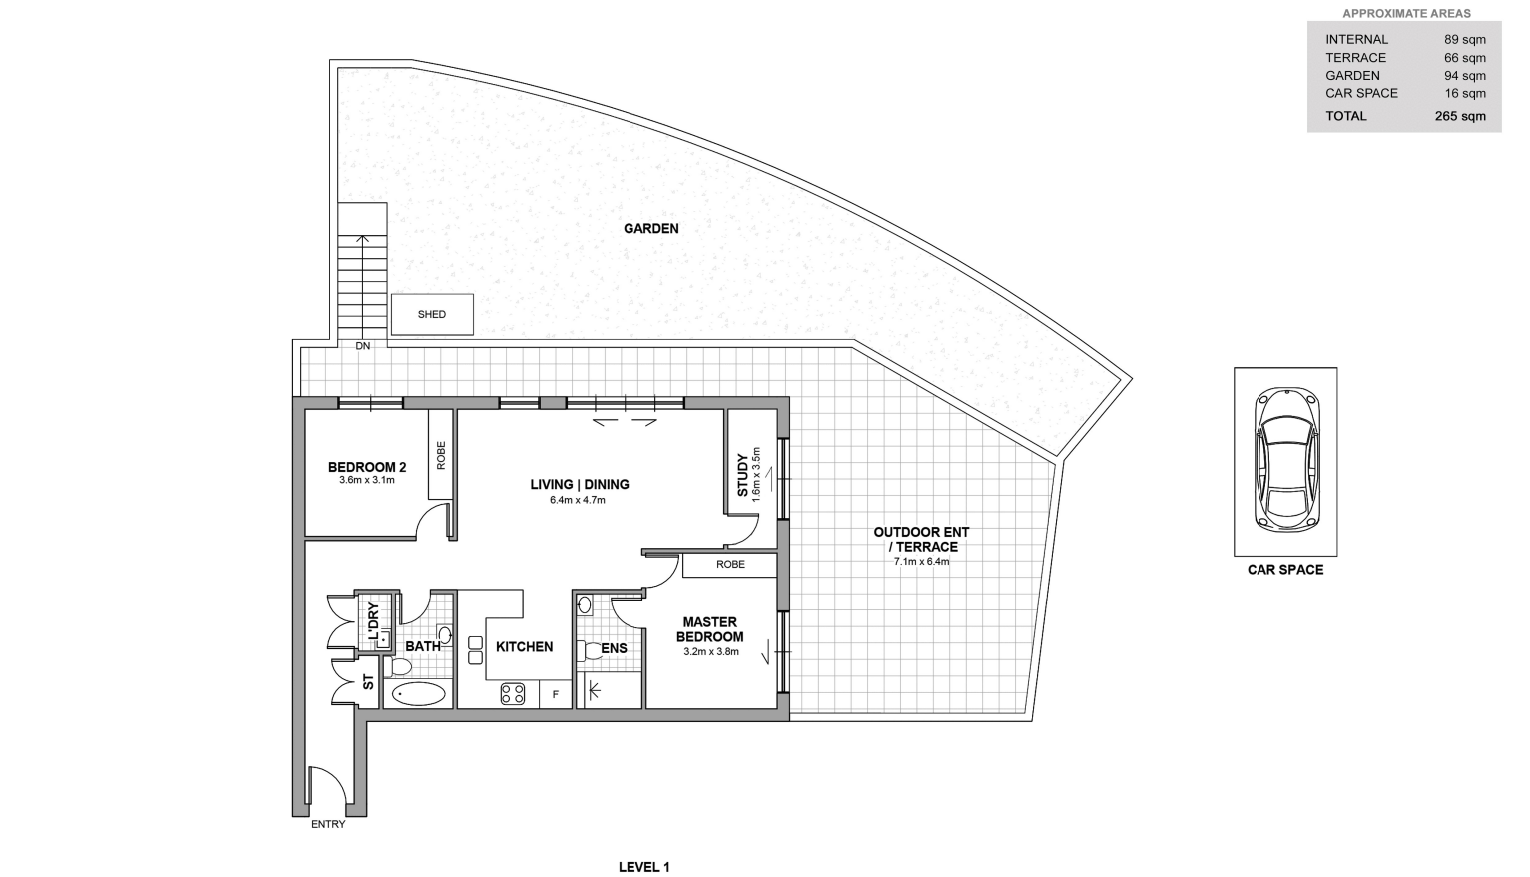 APPROXIMATE AREAS
INTERNAL 89 sqm
TERRACE 66 sqm
GARDEN 94 sqm
CAR SPACE 16 sqm
TOTAL 265 sqm
GARDEN
SHED
DN
BEDROOM 2
3.6m x 3.1m
ROBE
LIVING | DINING
6.4m x 4.7m
STUDY
1.6m x 3.5m
OUTDOOR ENT
/ TERRACE
7.1m x 6.4m
CAR SPACE
ROBE
L'DRY
BATH
KITCHEN
ENS
MASTER
BEDROOM
3.2m x 3.8m
ST
F
ENTRY
LEVEL 1